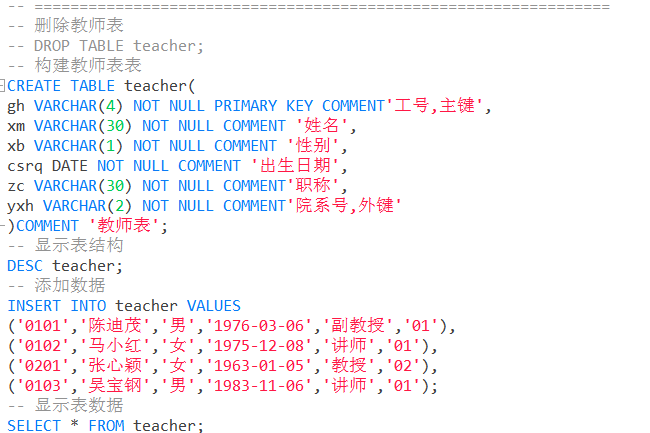 -- =================================================================
-- 删除教师表
-- DROP TABLE teacher;
-- 构建教师表表
CREATE TABLE teacher(
gh VARCHAR(4) NOT NULL PRIMARY KEY COMMENT'工号,主键',
xm VARCHAR(30) NOT NULL COMMENT '姓名',
xb VARCHAR(1) NOT NULL COMMENT '性别',
csrq DATE NOT NULL COMMENT '出生日期',
zc VARCHAR(30) NOT NULL COMMENT'职称',
yxh VARCHAR(2) NOT NULL COMMENT'院系号,外键'
)COMMENT '教师表';
-- 显示表结构
DESC teacher;
-- 添加数据
INSERT INTO teacher VALUES
('0101','陈迪茂','男','1976-03-06','副教授','01'),
('0102','马小红','女','1975-12-08','讲师','01'),
('0201','张心颖','女','1963-01-05','教授','02'),
('0103','吴宝钢','男','1983-11-06','讲师','01');
-- 显示表数据
SELECT * FROM teacher;